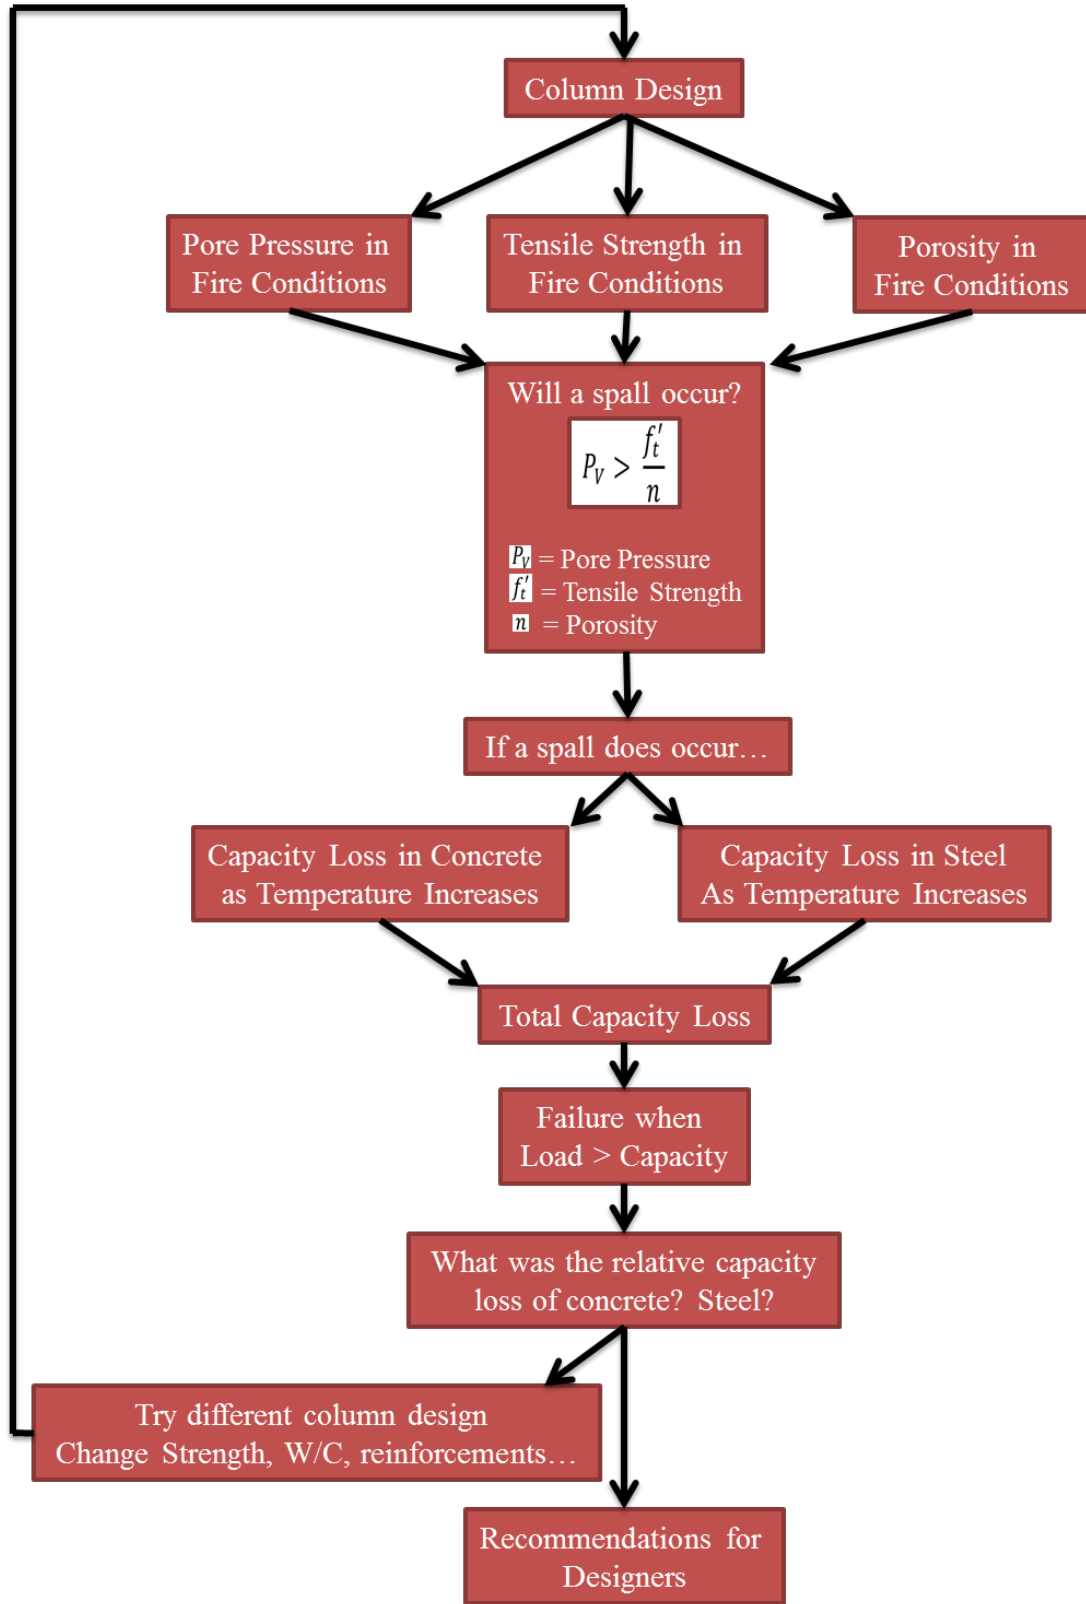 Column Design
Pore Pressure in
Fire Conditions
Tensile Strength in
Fire Conditions
Porosity in
Fire Conditions
Will a spall occur?
P_V > f'_t / n
P_V = Pore Pressure
f'_t = Tensile Strength
n = Porosity
If a spall does occur…
Capacity Loss in Concrete
as Temperature Increases
Capacity Loss in Steel
As Temperature Increases
Total Capacity Loss
Failure when
Load > Capacity
What was the relative capacity
loss of concrete? Steel?
Try different column design
Change Strength, W/C, reinforcements…
Recommendations for
Designers